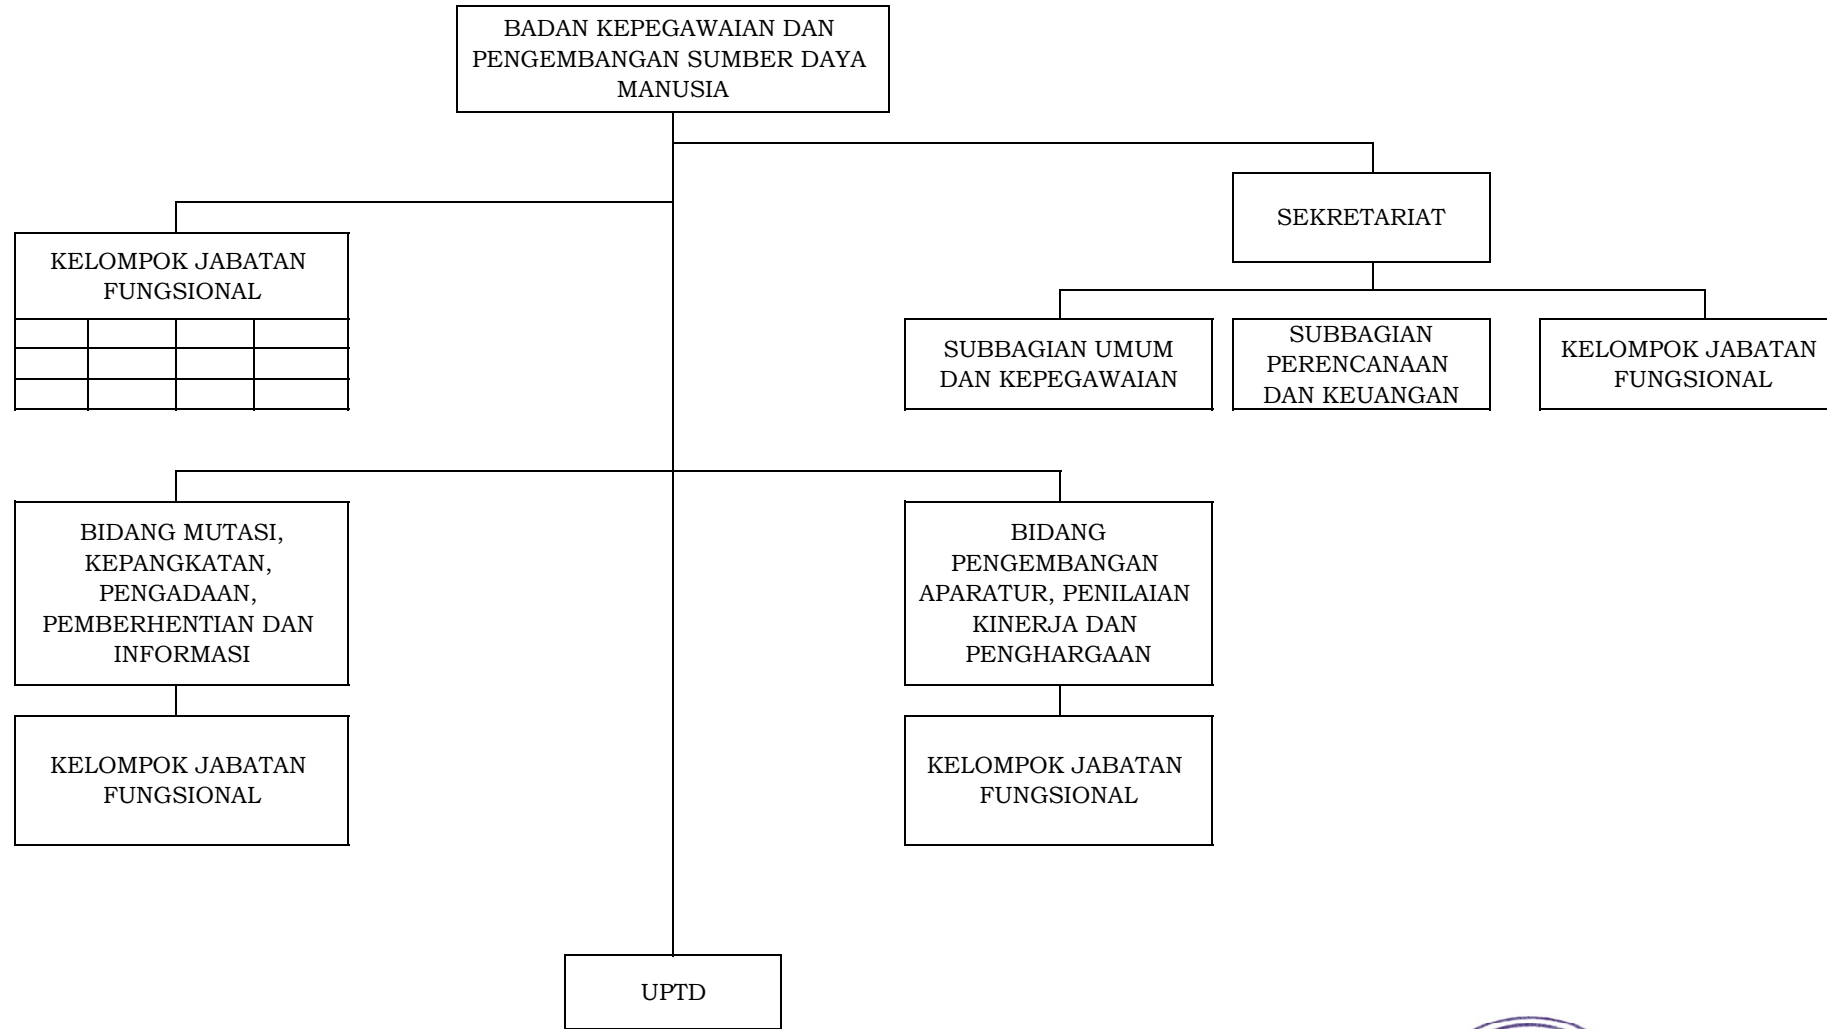 BADAN KEPEGAWAIAN DAN
PENGEMBANGAN SUMBER DAYA
MANUSIA
SEKRETARIAT
KELOMPOK JABATAN
FUNGSIONAL
SUBBAGIAN UMUM
DAN KEPEGAWAIAN
SUBBAGIAN
PERENCANAAN
DAN KEUANGAN
KELOMPOK JABATAN
FUNGSIONAL
BIDANG MUTASI,
KEPANGKATAN,
PENGADAAN,
PEMBERHENTIAN DAN
INFORMASI
BIDANG
PENGEMBANGAN
APARATUR, PENILAIAN
KINERJA DAN
PENGHARGAAN
KELOMPOK JABATAN
FUNGSIONAL
KELOMPOK JABATAN
FUNGSIONAL
UPTD